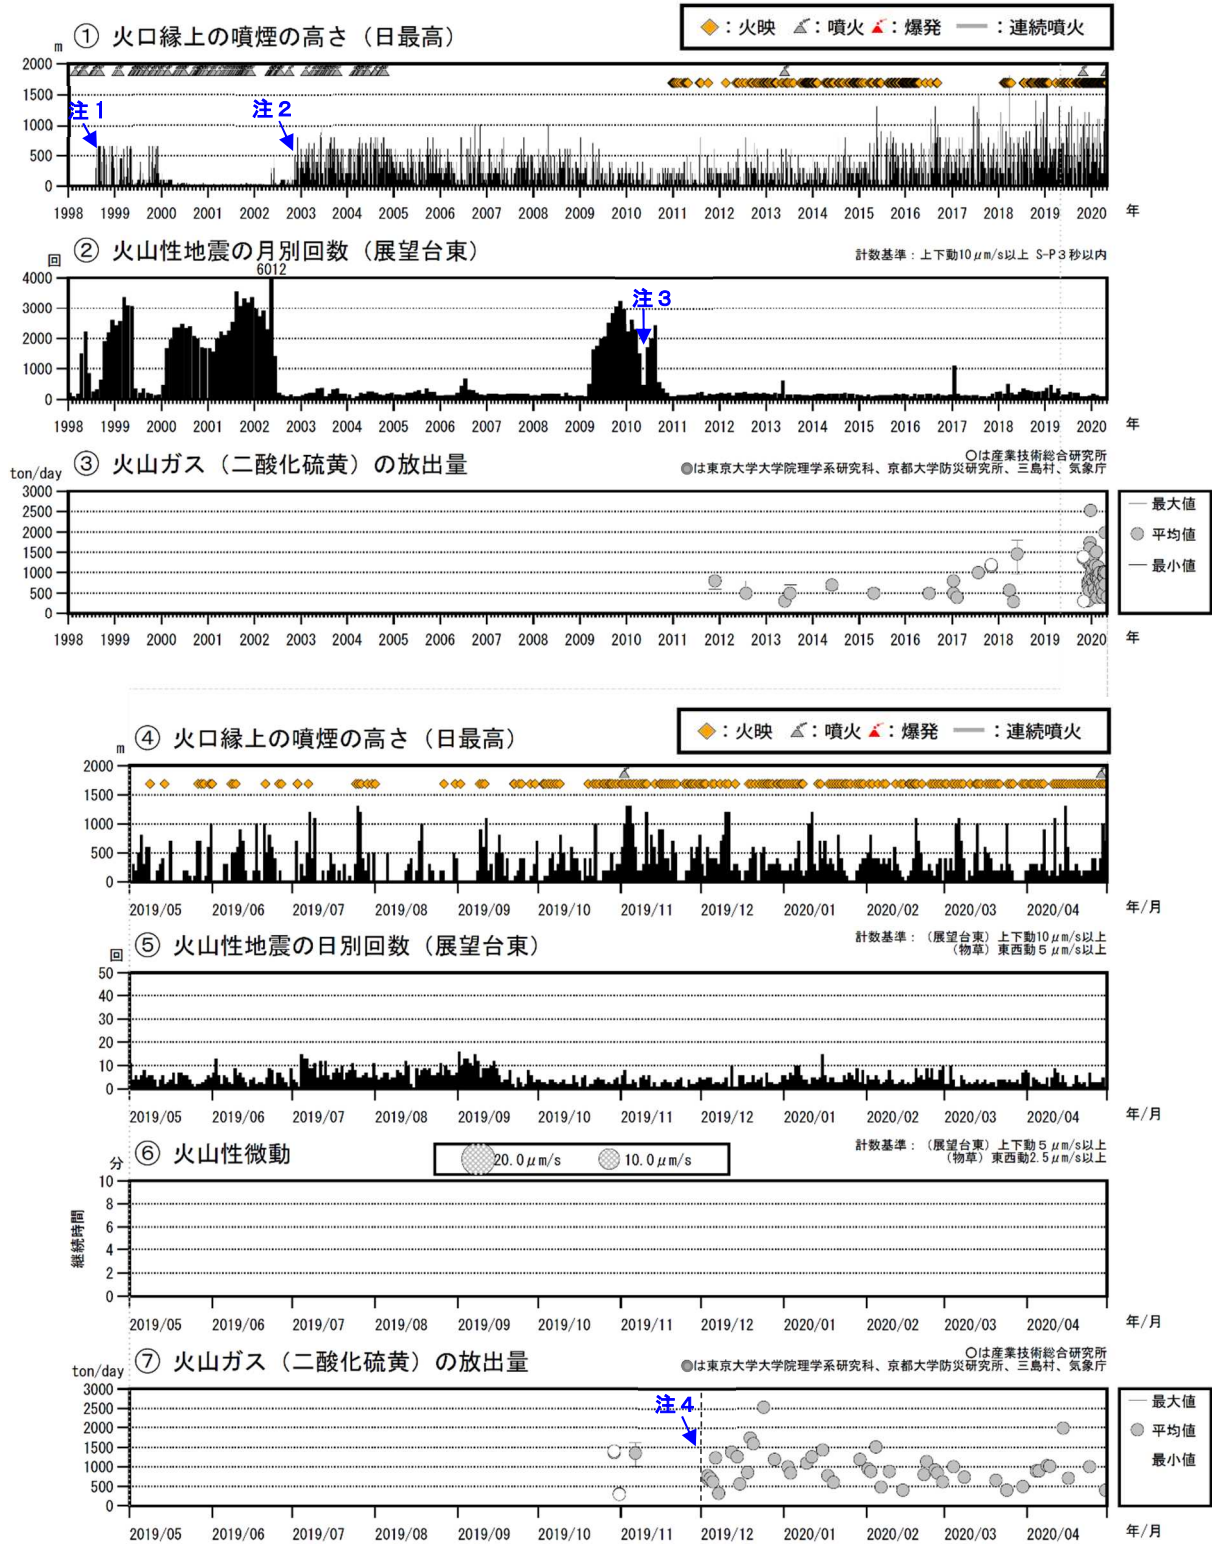 ① 火口縁上の噴煙の高さ（日最高）
◇：火映 ：噴火 ：爆発 ：連続噴火
m
2000
1500
1000
500
0
注１
注２
1998 1999 2000 2001 2002 2003 2004 2005 2006 2007 2008 2009 2010 2011 2012 2013 2014 2015 2016 2017 2018 2019 2020 年
② 火山性地震の月別回数（展望台東）
計数基準：上下動10μm/s以上 S-P３秒以内
回
6012
4000
3000
2000
1000
0
注３
1998 1999 2000 2001 2002 2003 2004 2005 2006 2007 2008 2009 2010 2011 2012 2013 2014 2015 2016 2017 2018 2019 2020 年
③ 火山ガス（二酸化硫黄）の放出量
○は産業技術総合研究所
◎は東京大学大学院理学系研究科、京都大学防災研究所、三島村、気象庁
ton/day
3000
2500
2000
1500
1000
500
0
最大値
平均値
最小値
1998 1999 2000 2001 2002 2003 2004 2005 2006 2007 2008 2009 2010 2011 2012 2013 2014 2015 2016 2017 2018 2019 2020 年
④ 火口縁上の噴煙の高さ（日最高）
◇：火映 ：噴火 ：爆発 ：連続噴火
m
2000
1500
1000
500
0
2019/05 2019/06 2019/07 2019/08 2019/09 2019/10 2019/11 2019/12 2020/01 2020/02 2020/03 2020/04 年/月
⑤ 火山性地震の日別回数（展望台東）
計数基準：（展望台東）上下動10μm/s以上
（物草）東西動５μm/s以上
回
50
40
30
20
10
0
2019/05 2019/06 2019/07 2019/08 2019/09 2019/10 2019/11 2019/12 2020/01 2020/02 2020/03 2020/04 年/月
⑥ 火山性微動
20.0μm/s 10.0μm/s
計数基準：（展望台東）上下動５μm/s以上
（物草）東西動2.5μm/s以上
分
継続時間
10
8
6
4
2
0
2019/05 2019/06 2019/07 2019/08 2019/09 2019/10 2019/11 2019/12 2020/01 2020/02 2020/03 2020/04 年/月
⑦ 火山ガス（二酸化硫黄）の放出量
○は産業技術総合研究所
◎は東京大学大学院理学系研究科、京都大学防災研究所、三島村、気象庁
ton/day
3000
2500
2000
1500
1000
500
0
注４
最大値
平均値
最小値
2019/05 2019/06 2019/07 2019/08 2019/09 2019/10 2019/11 2019/12 2020/01 2020/02 2020/03 2020/04 年/月